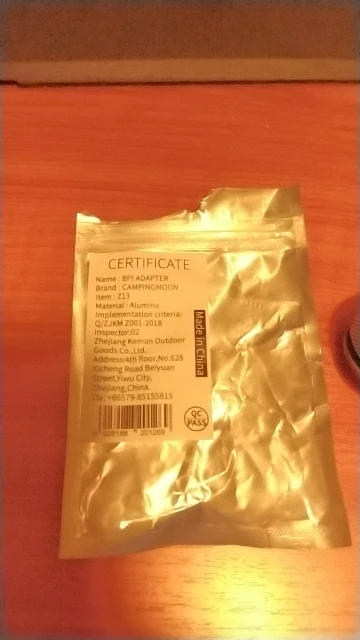 CERTIFICATE
Name : BPI ADAPTER
Brand : CAMPINGMOON
Item : Z13
Material : Alumina
Implementation criteria:
Q/ZJKM Z001-2018
Inspector:02
Zhejiang Keman Outdoor
Goods Co.,Ltd.
Address:4th floor,No.628
Xicheng Road Beiyuan
Street,Yiwu City,
Zhejiang,China.
Tle:+86579-85155815
201269
QC
PASS
Made in China